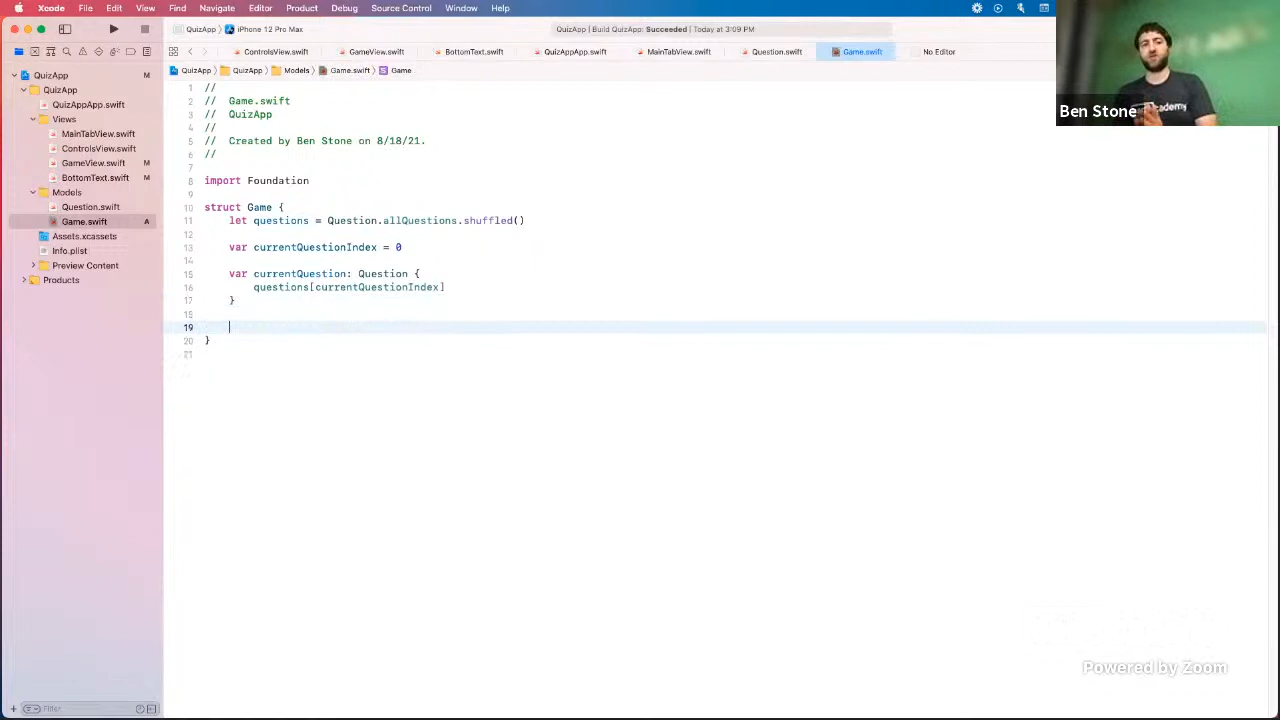 Xcode File Edit View Find Navigate Editor Product Debug Source Control Window Help
QuizApp 〉 iPhone 12 Pro Max
QuizApp | Build QuizApp: Succeeded | Today at 3:09 PM
ControlsView.swift GameView.swift BottomText.swift QuizAppApp.swift MainTabView.swift Question.swift Game.swift No Editor
QuizApp 〉 QuizApp 〉 Models 〉 Game.swift 〉 S Game
QuizApp M
QuizApp
QuizAppApp.swift
Views
MainTabView.swift
ControlsView.swift
GameView.swift M
BottomText.swift M
Models
Question.swift
Game.swift A
Assets.xcassets
Info.plist
Preview Content
Products
Filter
1 //
2 // Game.swift
3 // QuizApp
4 //
5 // Created by Ben Stone on 8/18/21.
6 //
7
8 import Foundation
9
10 struct Game {
11 let questions = Question.allQuestions.shuffled()
12
13 var currentQuestionIndex = 0
14
15 var currentQuestion: Question {
16 questions[currentQuestionIndex]
17 }
18
19
20 }
21
Ben Stone
Powered by Zoom